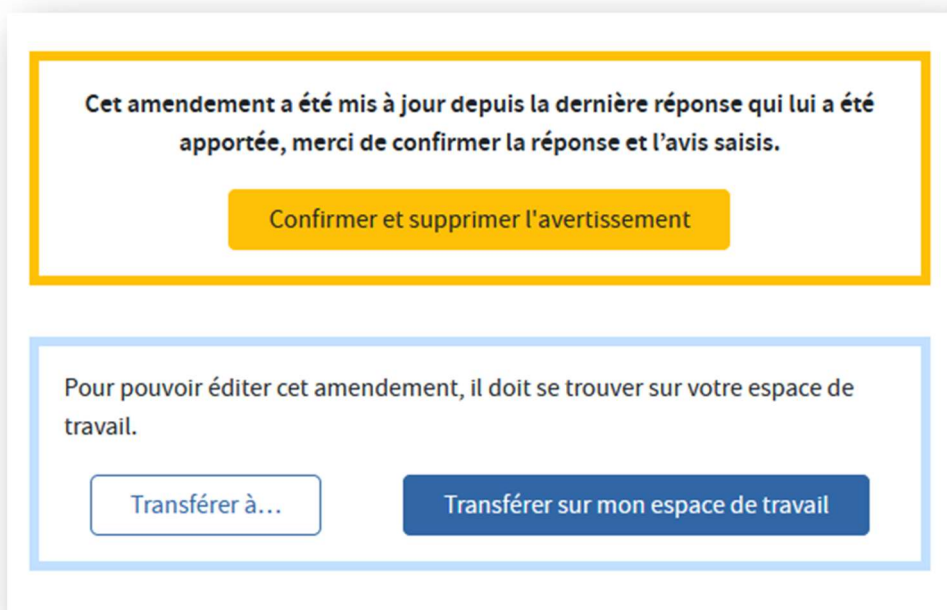 Cet amendement a été mis à jour depuis la dernière réponse qui lui a été
apportée, merci de confirmer la réponse et l’avis saisis.
Confirmer et supprimer l'avertissement
Pour pouvoir éditer cet amendement, il doit se trouver sur votre espace de
travail.
Transférer à…
Transférer sur mon espace de travail